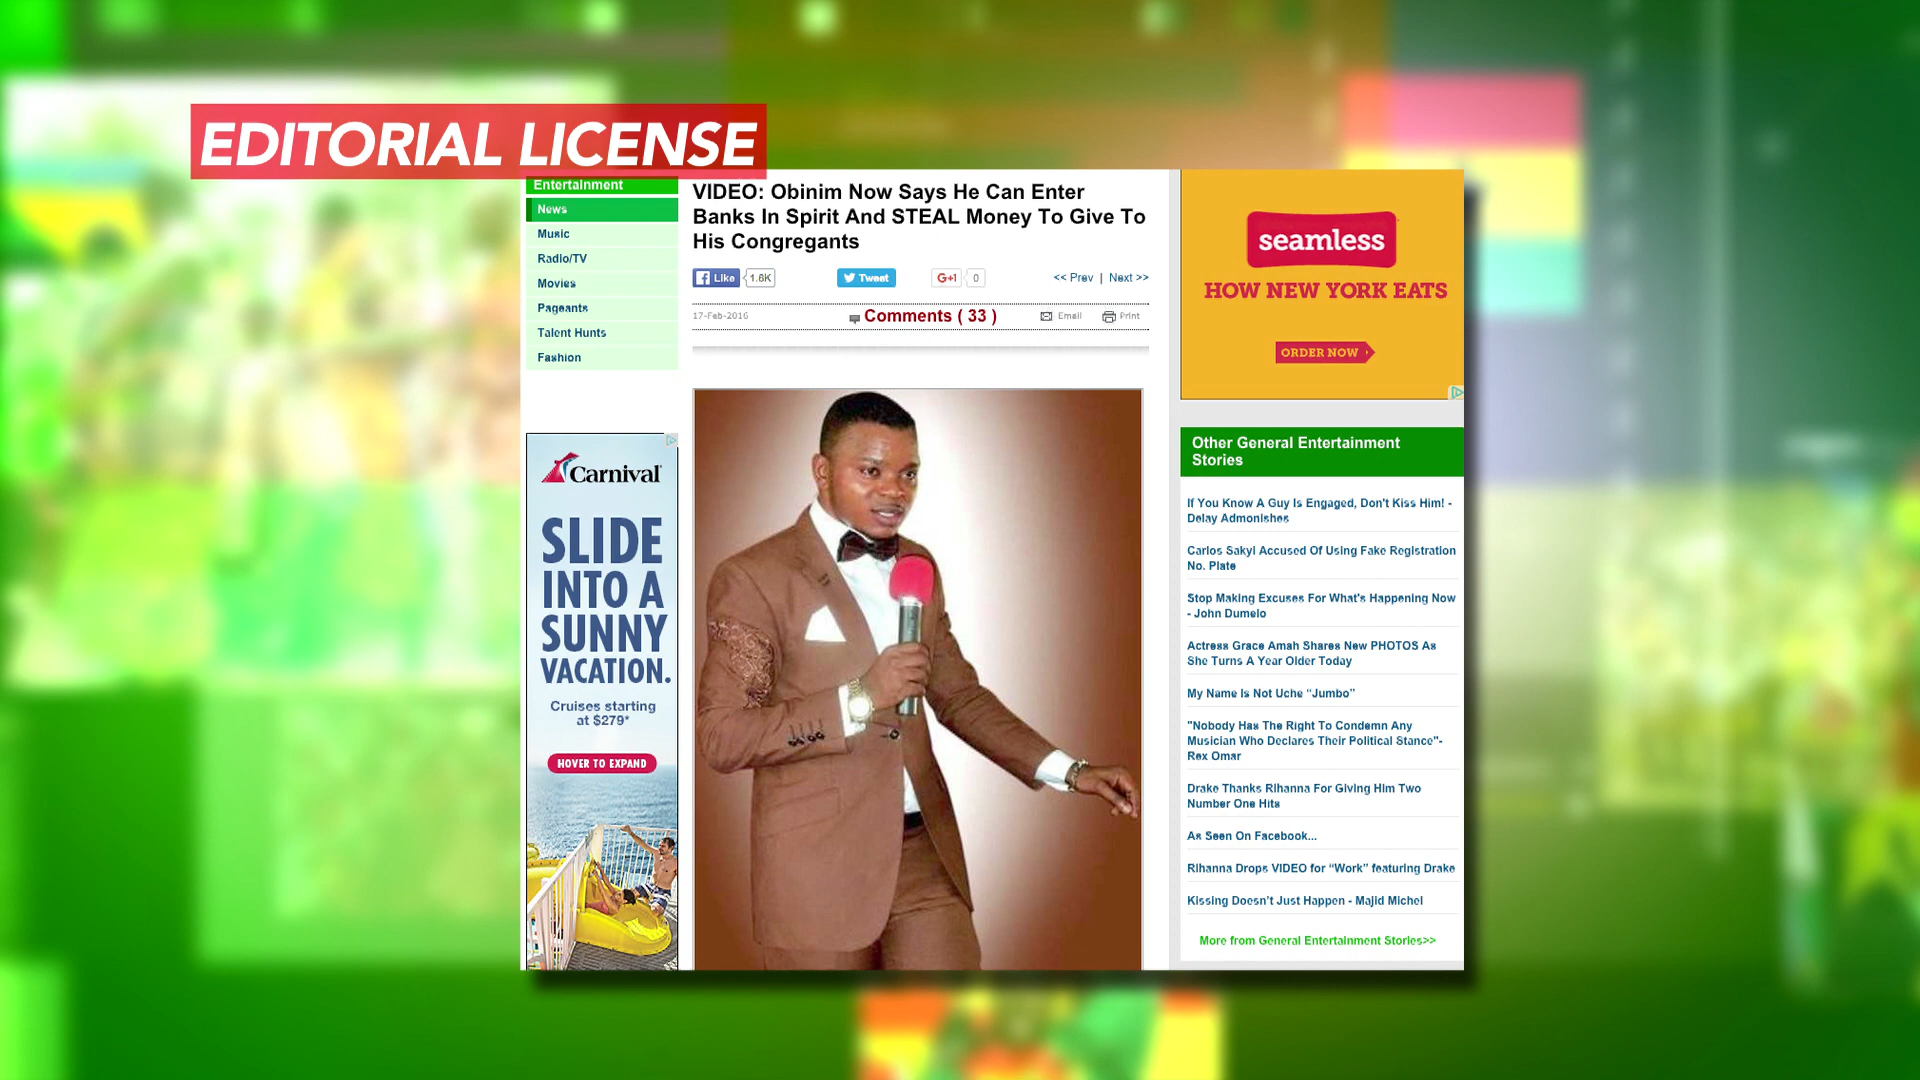 EDITORIAL LICENSE
Entertainment
News
Music
Radio/TV
Movies
Pageants
Talent Hunts
Fashion
Carnival
SLIDE
INTO A
SUNNY
VACATION.
Cruises starting
at $279*
HOVER TO EXPAND
VIDEO: Obinim Now Says He Can Enter
Banks In Spirit And STEAL Money To Give To
His Congregants
Like 1.6K Tweet G+1 0 << Prev | Next >>
17-Feb-2016 Comments ( 33 ) Email Print
seamless
HOW NEW YORK EATS
ORDER NOW
Other General Entertainment
Stories
If You Know A Guy Is Engaged, Don't Kiss Him! -
Delay Admonishes
Carlos Sakyi Accused Of Using Fake Registration
No. Plate
Stop Making Excuses For What's Happening Now
- John Dumelo
Actress Grace Amah Shares New PHOTOS As
She Turns A Year Older Today
My Name Is Not Uche “Jumbo”
"Nobody Has The Right To Condemn Any
Musician Who Declares Their Political Stance"-
Rex Omar
Drake Thanks Rihanna For Giving Him Two
Number One Hits
As Seen On Facebook...
Rihanna Drops VIDEO for “Work” featuring Drake
Kissing Doesn't Just Happen - Majid Michel
More from General Entertainment Stories>>